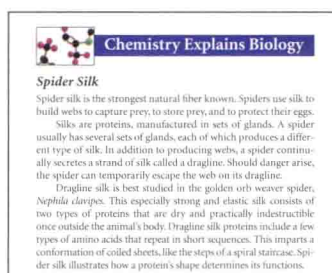 Chemistry Explains Biology
Spider Silk
Spider silk is the strongest natural fiber known. Spiders use silk to
build webs to capture prey, to store prey, and to protect their eggs.
Silks are proteins, manufactured in sets of glands. A spider
usually has several sets of glands, each of which produces a differ-
ent type of silk. In addition to producing webs, a spider continu-
ally secretes a strand of silk called a dragline. Should danger arise,
the spider can temporarily escape the web on its dragline.
Dragline silk is best studied in the golden orb weaver spider,
Nephila clavipes. This especially strong and elastic silk consists of
two types of proteins that are dry and practically indestructible
once outside the animal's body. Dragline silk proteins include a few
types of amino acids that repeat in short sequences. This imparts a
conformation of coiled sheets, like the steps of a spiral staircase. Spi-
der silk illustrates how a protein's shape determines its functions.